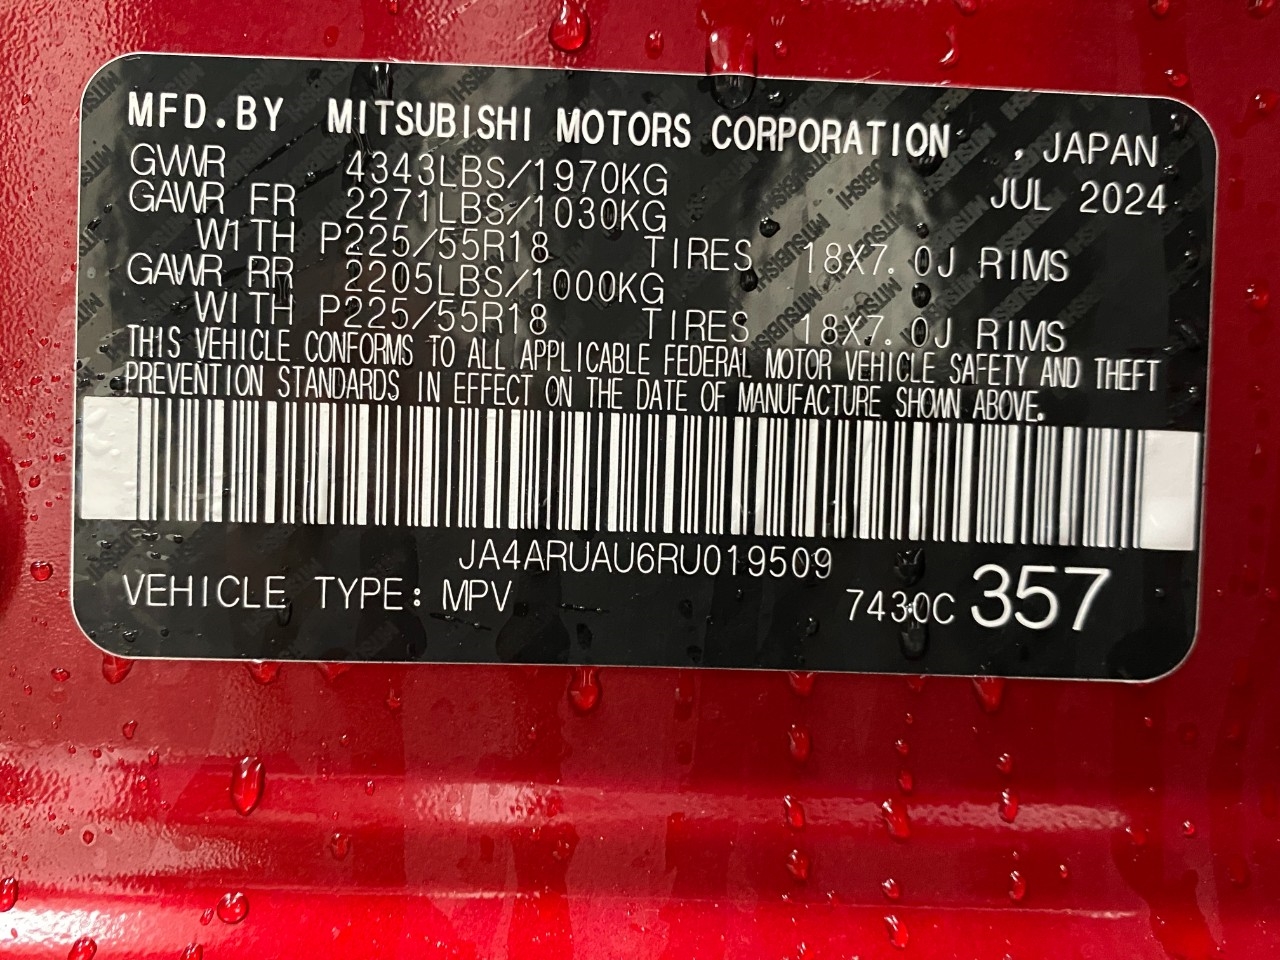 MFD.BY MITSUBISHI MOTORS CORPORATION , JAPAN
GVWR 4343LBS/1970KG JUL 2024
GAWR FR 2271LBS/1030KG
WITH P225/55R18 TIRES 18X7.0J RIMS
GAWR RR 2205LBS/1000KG
WITH P225/55R18 TIRES 18X7.0J RIMS
THIS VEHICLE CONFORMS TO ALL APPLICABLE FEDERAL MOTOR VEHICLE SAFETY AND THEFT
PREVENTION STANDARDS IN EFFECT ON THE DATE OF MANUFACTURE SHOWN ABOVE.
JA4ARUAU6RU019509
VEHICLE TYPE: MPV 7430C 357